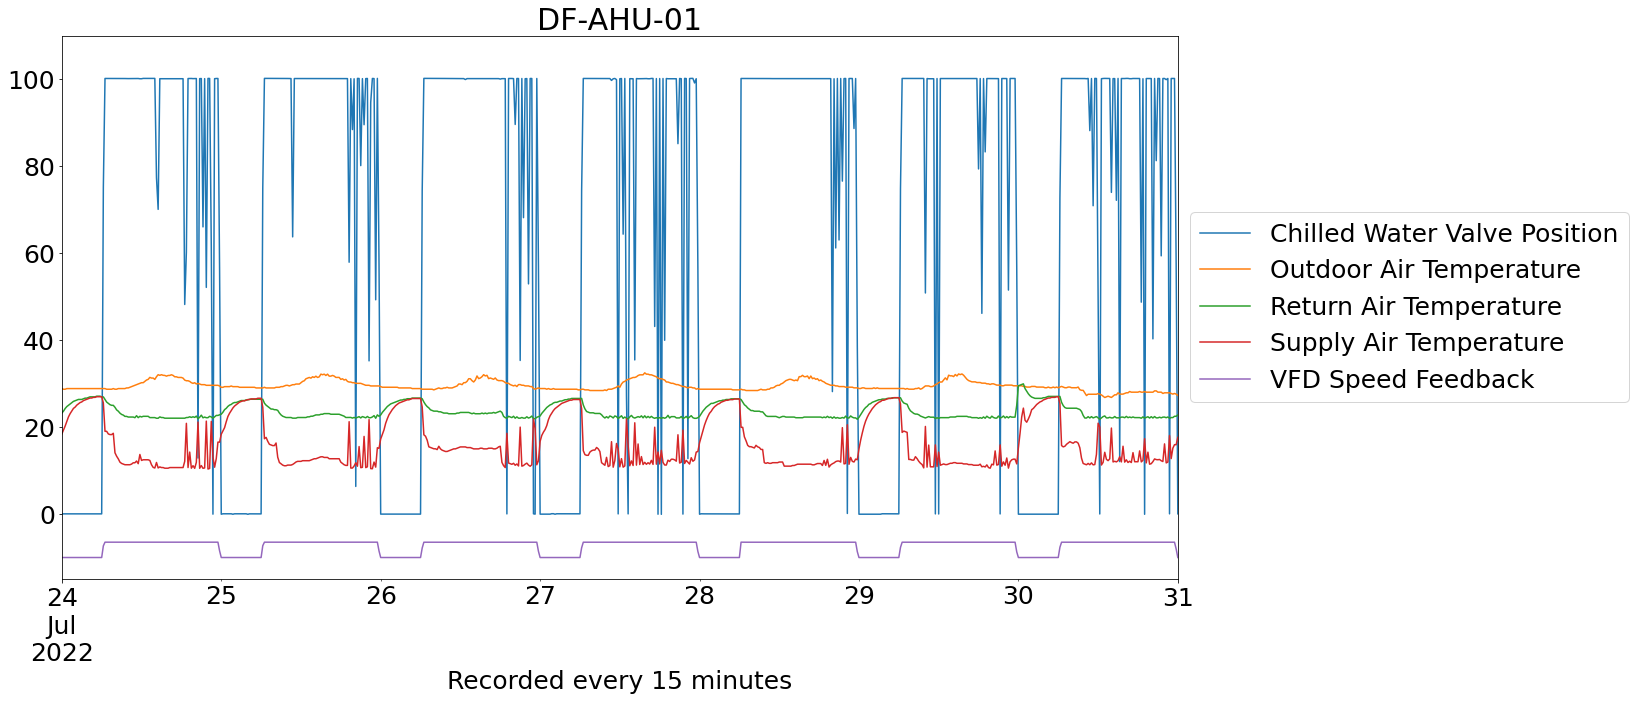 DF-AHU-01
100
80
60
40
20
0
24 25 26 27 28 29 30 31
Jul
2022
Recorded every 15 minutes
Chilled Water Valve Position
Outdoor Air Temperature
Return Air Temperature
Supply Air Temperature
VFD Speed Feedback